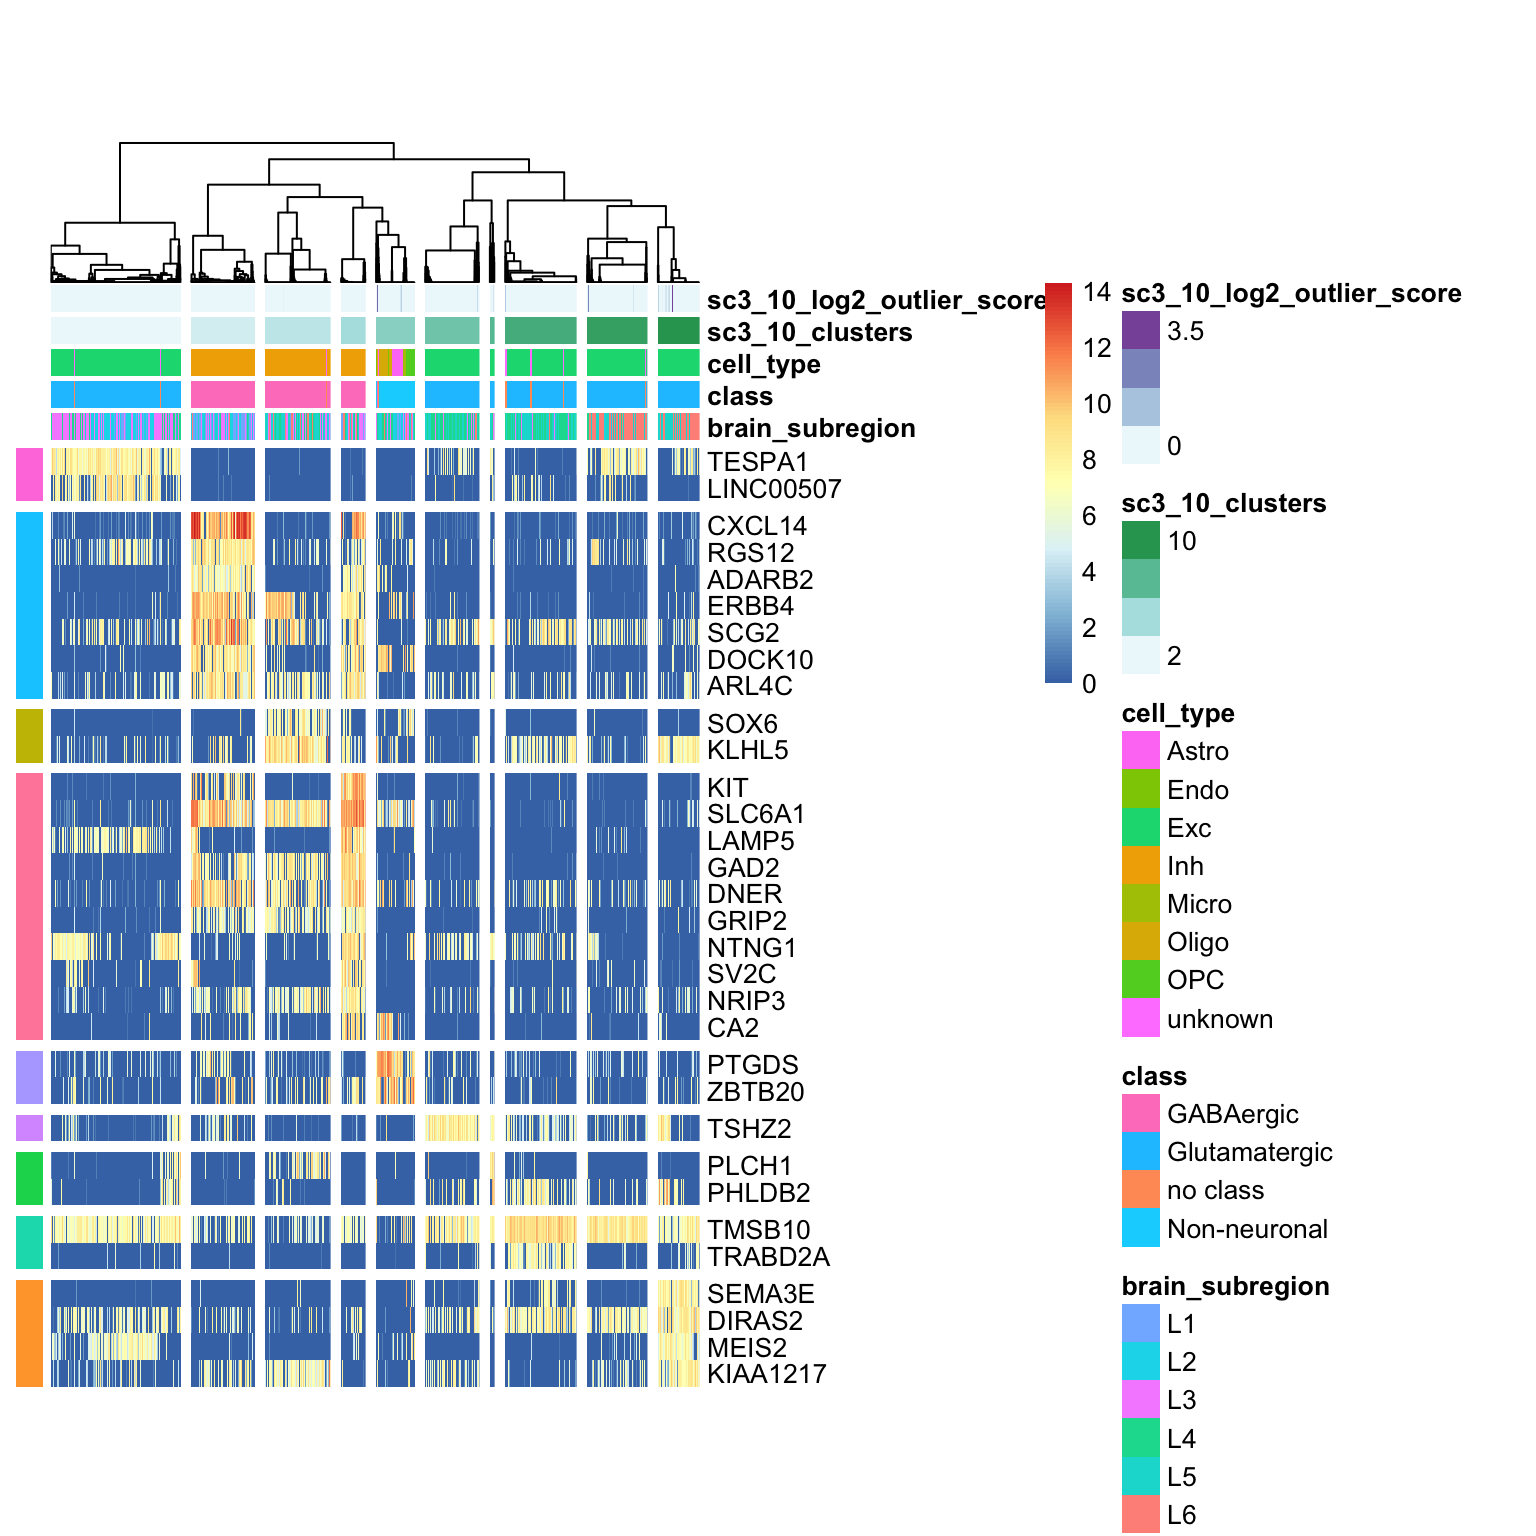 sc3_10_log2_outlier_score
sc3_10_clusters
cell_type
class
brain_subregion
TESPA1
LINC00507
CXCL14
RGS12
ADARB2
ERBB4
SCG2
DOCK10
ARL4C
SOX6
KLHL5
KIT
SLC6A1
LAMP5
GAD2
DNER
GRIP2
NTNG1
SV2C
NRIP3
CA2
PTGDS
ZBTB20
TSHZ2
PLCH1
PHLDB2
TMSB10
TRABD2A
SEMA3E
DIRAS2
MEIS2
KIAA1217
14
12
10
8
6
4
2
0
sc3_10_log2_outlier_score
3.5
0
sc3_10_clusters
10
2
cell_type
Astro
Endo
Exc
Inh
Micro
Oligo
OPC
unknown
class
GABAergic
Glutamatergic
no class
Non-neuronal
brain_subregion
L1
L2
L3
L4
L5
L6